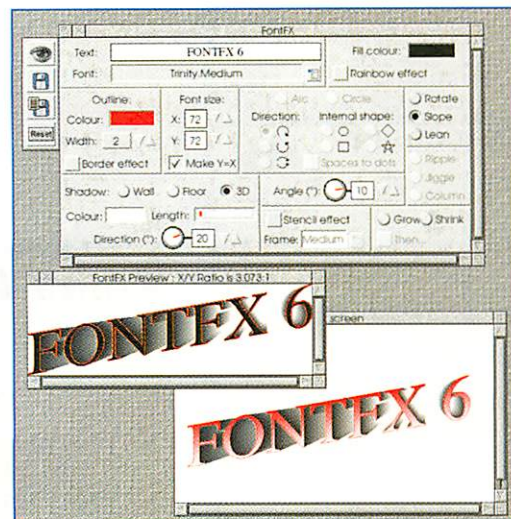 FontFX
Text: FONTFX 6
Fill colour:
Font: Trinity.Medium
Rainbow effect
Outline:
Colour:
Width: 2
Border effect
Font size:
X: 72
Y: 72
Make Y=X
Arc Circle
Direction: Internal shape:
Spaces to dots
Rotate
Slope
Lean
Ripple
Jiggle
Column
Reset
Shadow: Wall Floor 3D
Colour: Length:
Direction (°): 20
Angle (°): 10
Stencil effect
Frame: Medium
Grow Shrink
Then...
FontFX Preview : X/Y Ratio is 3.073:1
FONTFX 6
screen
FONTFX 6